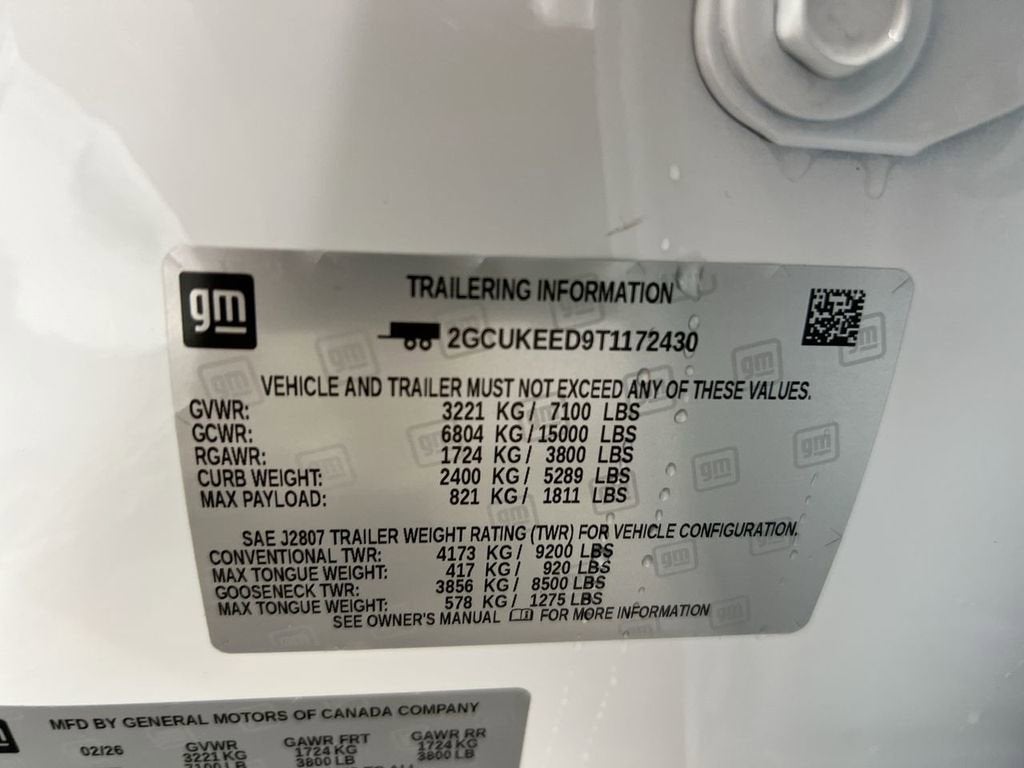 gm
TRAILERING INFORMATION
2GCUKEED9T1172430
VEHICLE AND TRAILER MUST NOT EXCEED ANY OF THESE VALUES.
GVWR: 3221 KG / 7100 LBS
GCWR: 6804 KG / 15000 LBS
RGAWR: 1724 KG / 3800 LBS
CURB WEIGHT: 2400 KG / 5289 LBS
MAX PAYLOAD: 821 KG / 1811 LBS
SAE J2807 TRAILER WEIGHT RATING (TWR) FOR VEHICLE CONFIGURATION.
CONVENTIONAL TWR: 4173 KG / 9200 LBS
MAX TONGUE WEIGHT: 417 KG / 920 LBS
GOOSENECK TWR: 3856 KG / 8500 LBS
MAX TONGUE WEIGHT: 578 KG / 1275 LBS
SEE OWNER'S MANUAL FOR MORE INFORMATION
MFD BY GENERAL MOTORS OF CANADA COMPANY
02/26 GVWR GAWR FRT GAWR RR
3221 KG 1724 KG 1724 KG
7100 LB 3800 LB 3800 LB